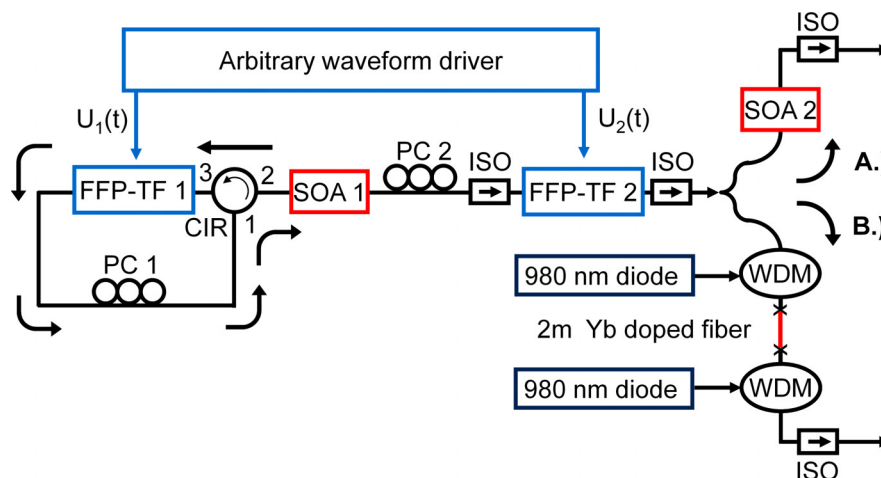 ISO
Arbitrary waveform driver
SOA 2
U1(t)
U2(t)
PC 2
ISO
ISO
A.)
3
2
FFP-TF 1
SOA 1
FFP-TF 2
CIR
1
B.)
PC 1
980 nm diode
WDM
2m Yb doped fiber
980 nm diode
WDM
ISO